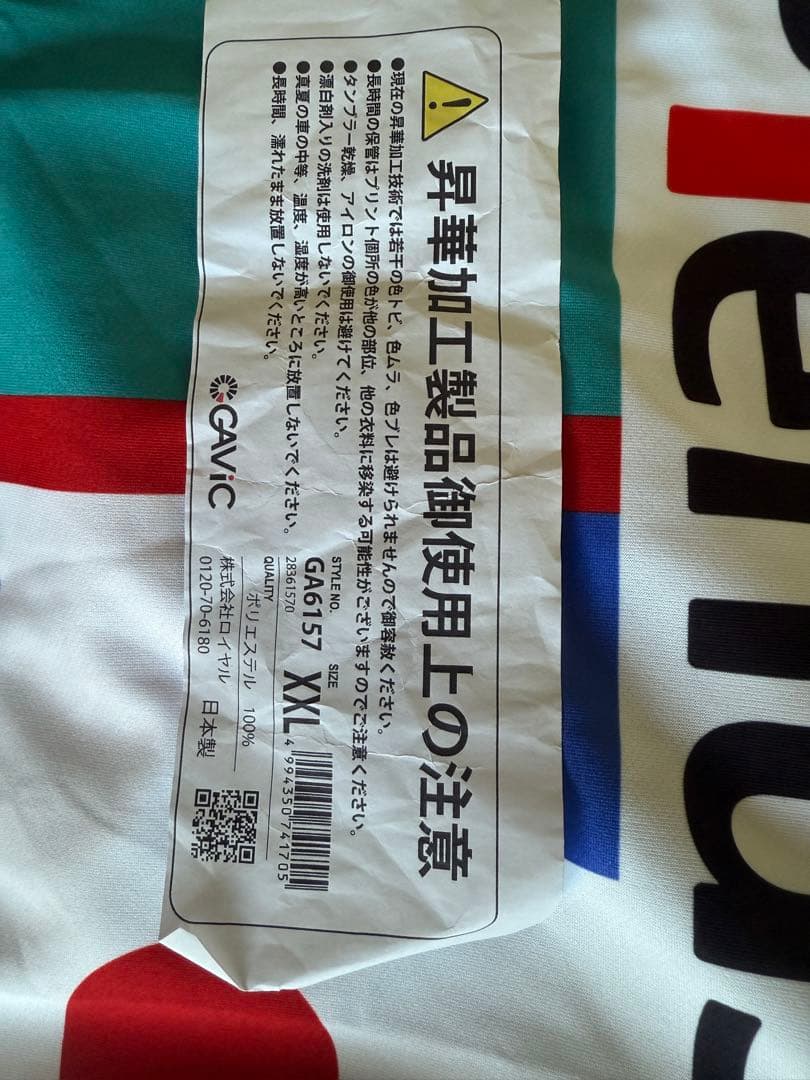 昇華加工製品御使用上の注意
●現在の昇華加工技術では若干の色トビ、色ムラ、色ブレは避けられませんので御容赦ください。
●長時間の保管はプリント個所の色が他の部位、他の衣料に移染する可能性がございますのでご注意ください。
●タンブラー乾燥、アイロンの御使用は避けてください。
●漂白剤入りの洗剤は使用しないでください。
●真夏の車の中等、温度、湿度が高いところに放置しないでください。
●長時間、濡れたまま放置しないでください。
GAViC
STYLE NO.
SIZE
GA6157
XXL
28361570
4 994350 741705
QUALITY
ポリエステル 100%
株式会社ロイヤル 日本製
0120-70-6180